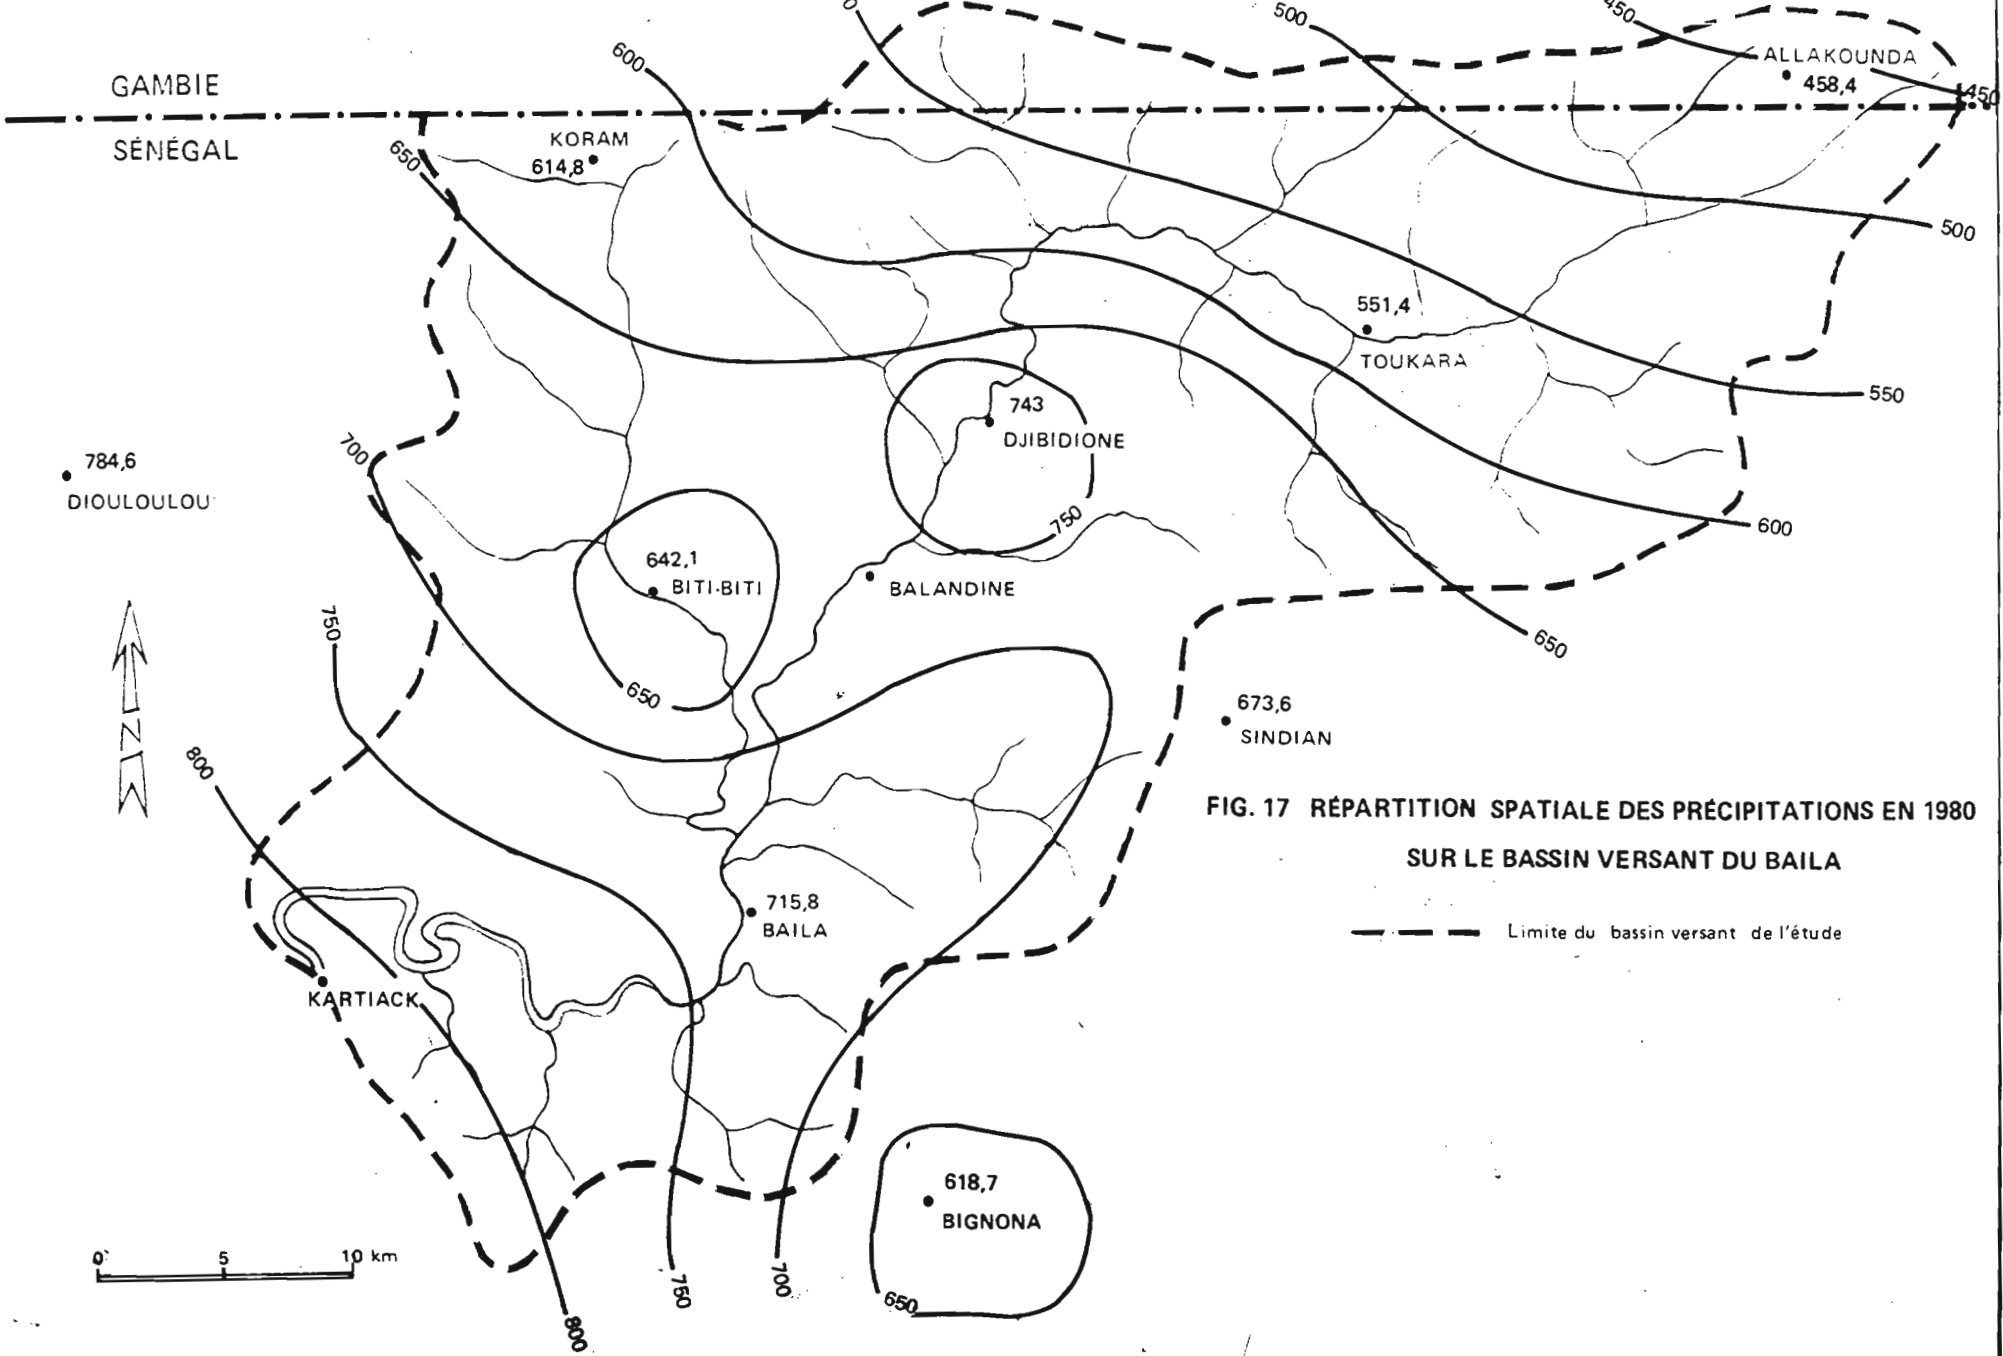 500
450
600
ALLAKOUNDA
458,4
450
GAMBIE
SÉNÉGAL
KORAM
614,8
650
500
551,4
TOUKARA
550
743
DJIBIDIONE
700
784,6
DIOULOULOU
750
600
642,1
BITI-BITI
BALANDINE
750
650
650
673,6
SINDIAN
800
FIG. 17 RÉPARTITION SPATIALE DES PRÉCIPITATIONS EN 1980
SUR LE BASSIN VERSANT DU BAILA
715,8
BAILA
Limite du bassin versant de l'étude
KARTIACK
618,7
BIGNONA
0 5 10 km
750
700
650
800
N